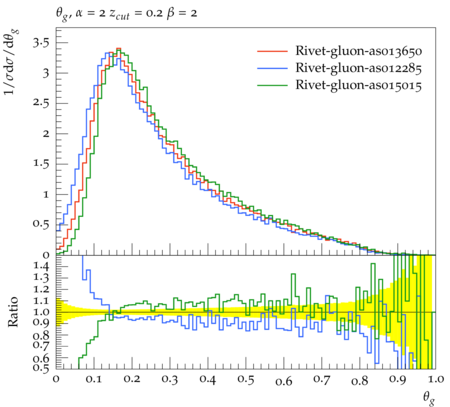 θg, α = 2 zcut = 0.2 β = 2
1/σdσ/dθg
3.5
3
2.5
2
1.5
1
0.5
0
Rivet-gluon-aso13650
Rivet-gluon-aso12285
Rivet-gluon-aso15015
Ratio
1.4
1.3
1.2
1.1
1.0
0.9
0.8
0.7
0.6
0.5
0 0.1 0.2 0.3 0.4 0.5 0.6 0.7 0.8 0.9 1.0
θg